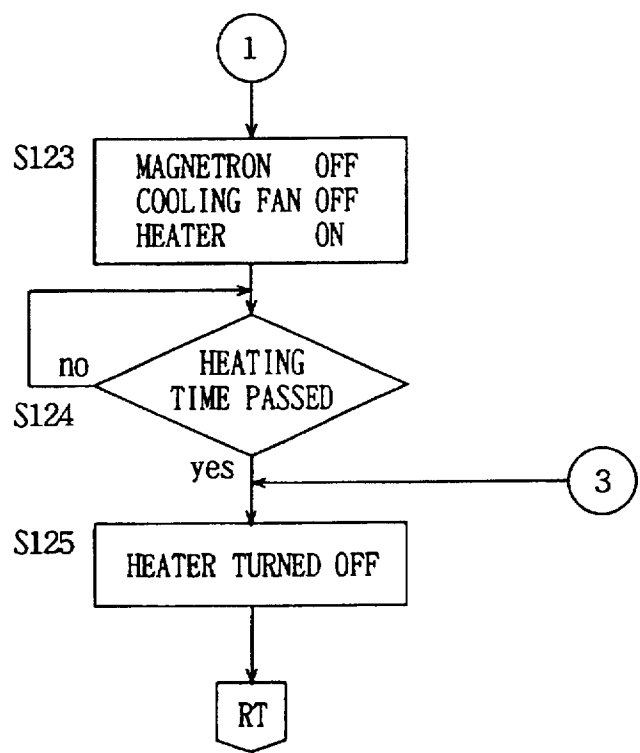 1
S123
MAGNETRON OFF
COOLING FAN OFF
HEATER ON
no
HEATING
TIME PASSED
S124
yes
3
S125
HEATER TURNED OFF
RT